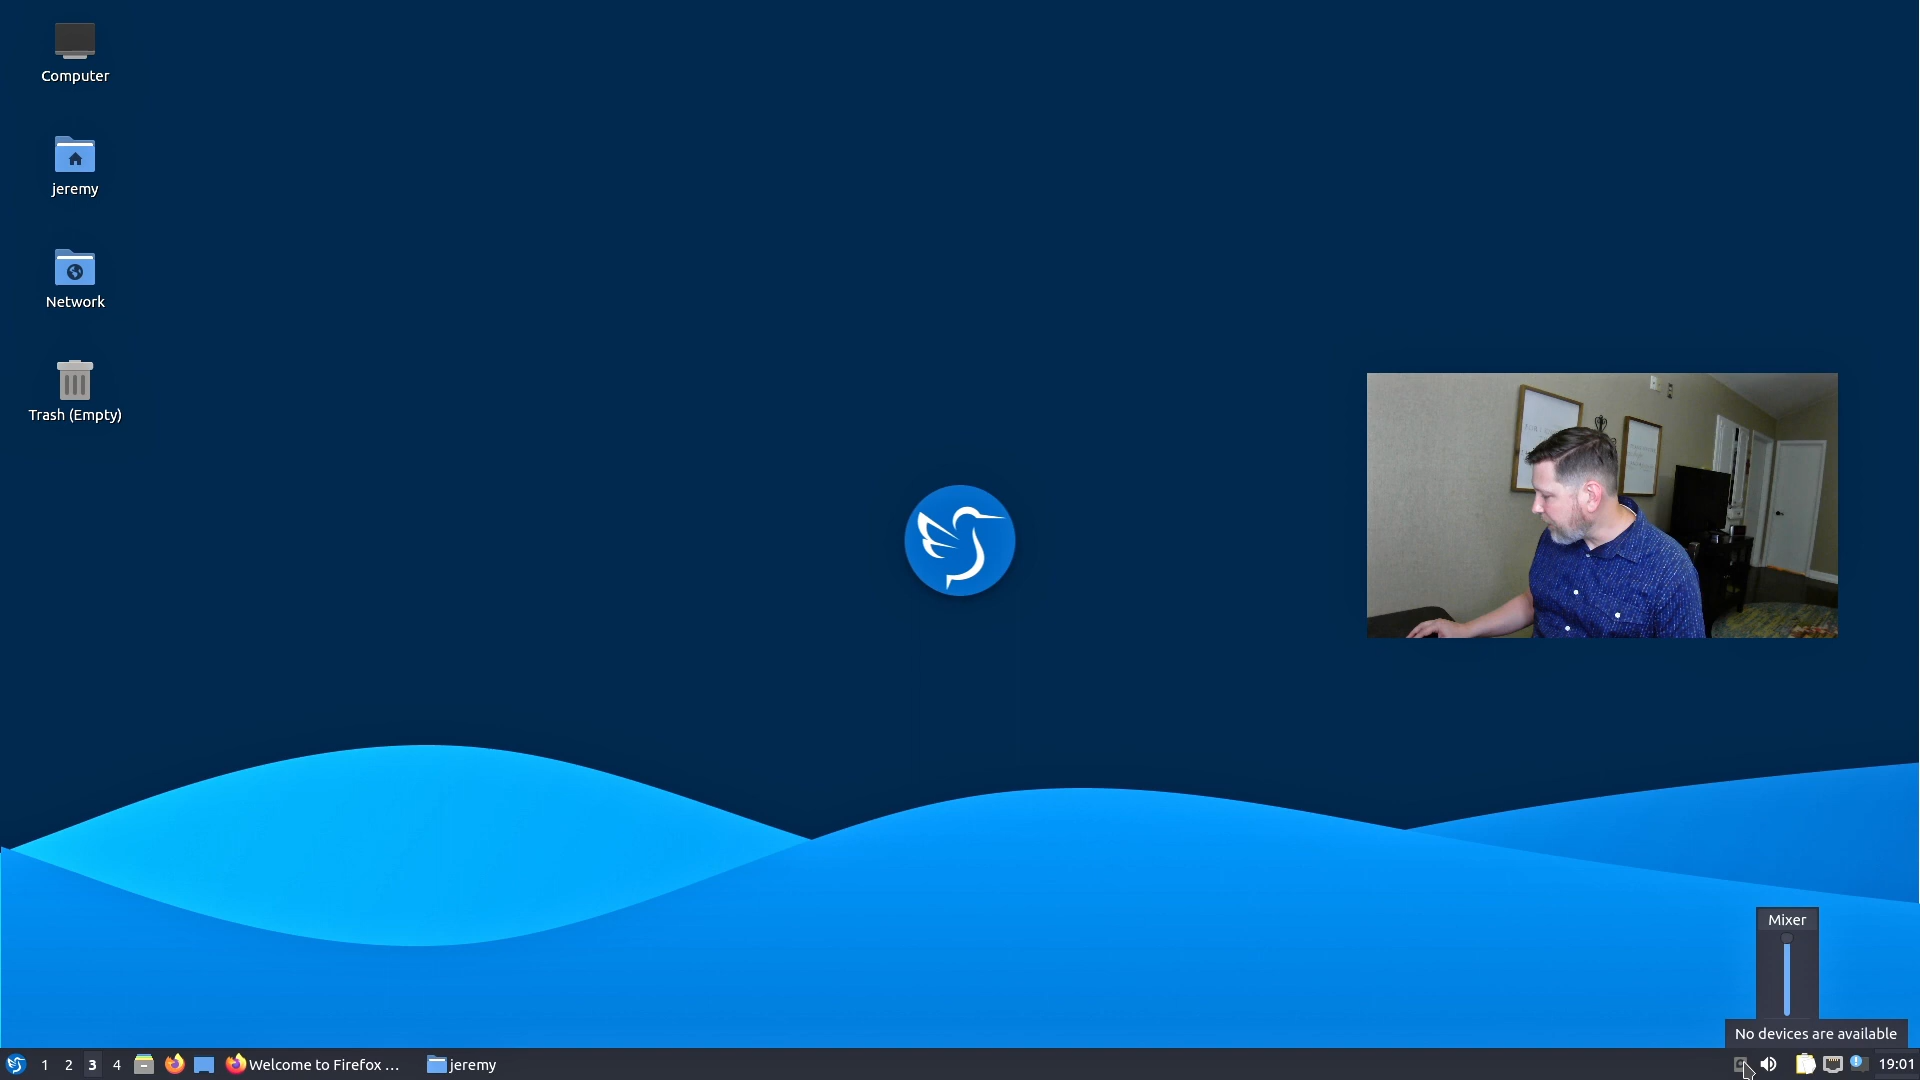 Computer
jeremy
Network
Trash (Empty)
Mixer
No devices are available
1 2 3 4 Welcome to Firefox ... jeremy 19:01